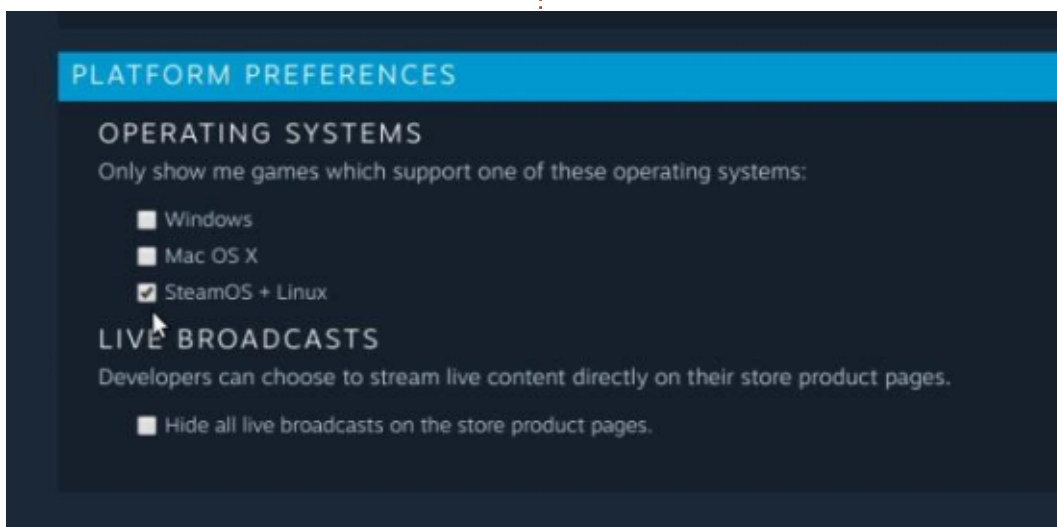 PLATFORM PREFERENCES
OPERATING SYSTEMS
Only show me games which support one of these operating systems:
Windows
Mac OS X
SteamOS + Linux
LIVE BROADCASTS
Developers can choose to stream live content directly on their store product pages.
Hide all live broadcasts on the store product pages.